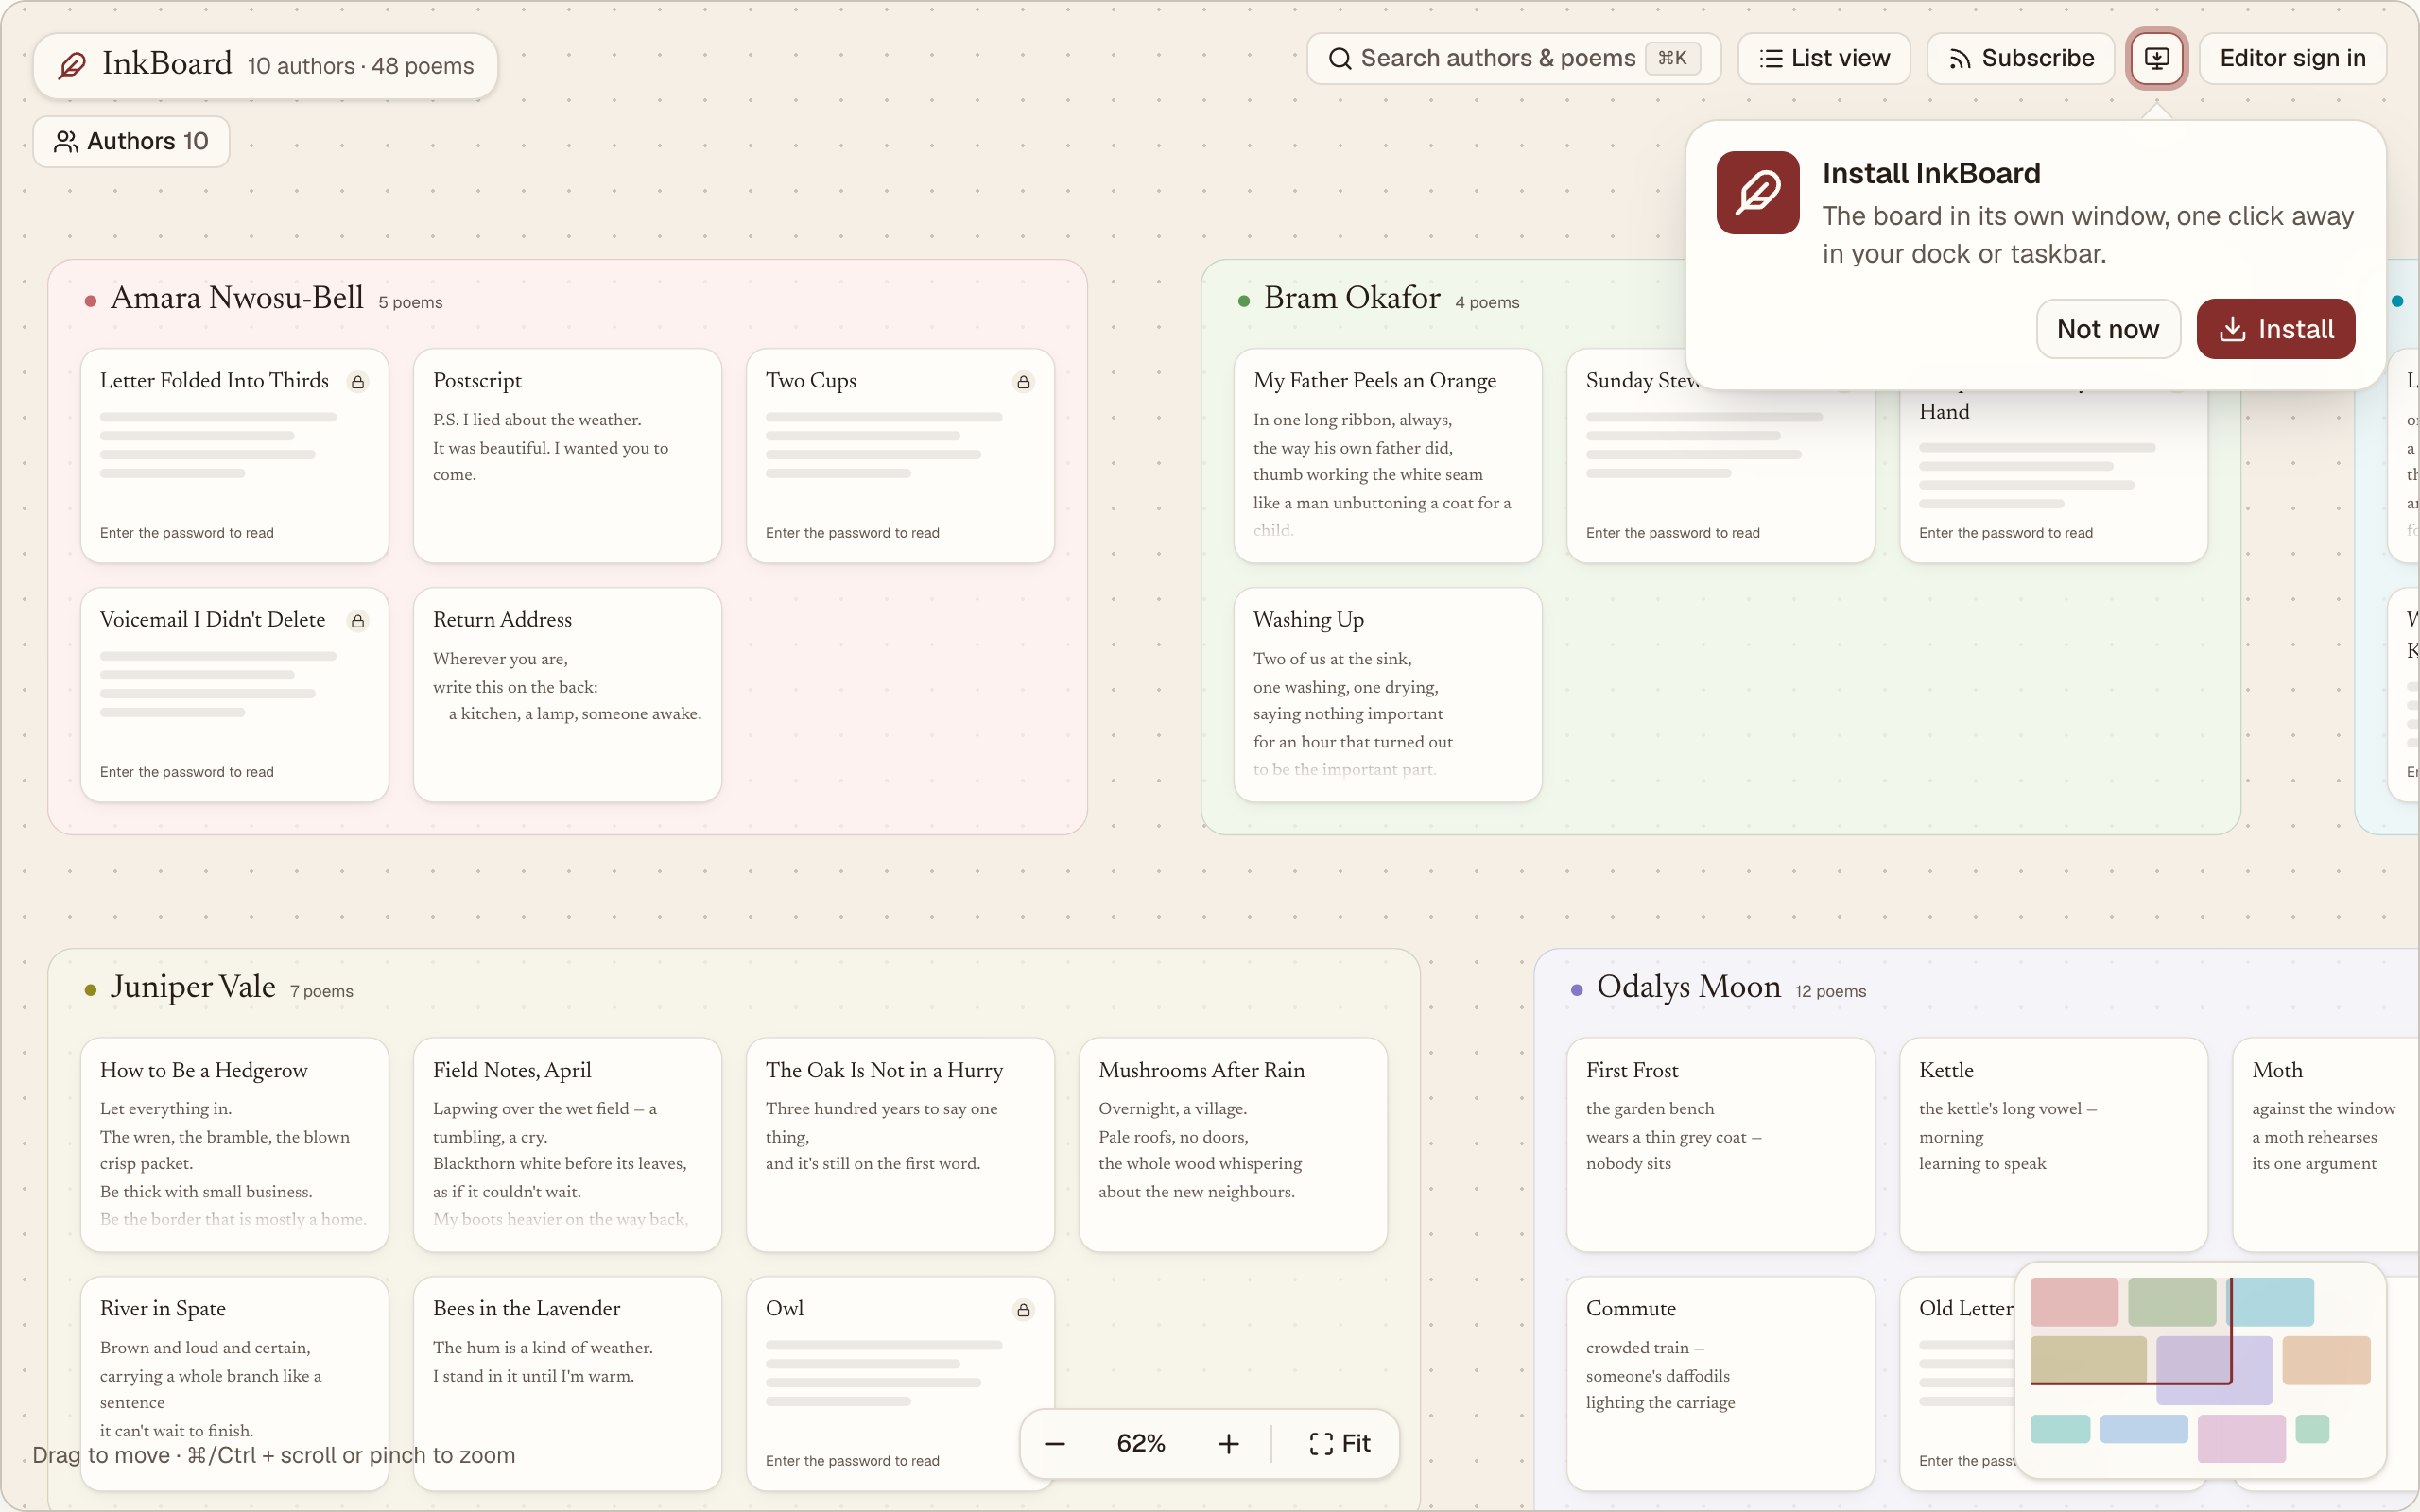 InkBoard 10 authors · 48 poems
Search authors & poems ⌘K
List view
Subscribe
Editor sign in
Authors 10
Install InkBoard
The board in its own window, one click away
in your dock or taskbar.
Not now
Install
Amara Nwosu-Bell 5 poems
Letter Folded Into Thirds
Enter the password to read
Postscript
P.S. I lied about the weather.
It was beautiful. I wanted you to
come.
Two Cups
Enter the password to read
Voicemail I Didn't Delete
Enter the password to read
Return Address
Wherever you are,
write this on the back:
a kitchen, a lamp, someone awake.
Bram Okafor 4 poems
My Father Peels an Orange
In one long ribbon, always,
the way his own father did,
thumb working the white seam
like a man unbuttoning a coat for a
child.
Sunday
Enter the password to read
Hand
Enter the password to read
Washing Up
Two of us at the sink,
one washing, one drying,
saying nothing important
for an hour that turned out
to be the important part.
Juniper Vale 7 poems
How to Be a Hedgerow
Let everything in.
The wren, the bramble, the blown
crisp packet.
Be thick with small business.
Be the border that is mostly a home.
Field Notes, April
Lapwing over the wet field – a
tumbling, a cry.
Blackthorn white before its leaves,
as if it couldn't wait.
My boots heavier on the way back,
The Oak Is Not in a Hurry
Three hundred years to say one
thing,
and it's still on the first word.
Mushrooms After Rain
Overnight, a village.
Pale roofs, no doors,
the whole wood whispering
about the new neighbours.
River in Spate
Brown and loud and certain,
carrying a whole branch like a
sentence
it can't wait to finish.
Bees in the Lavender
The hum is a kind of weather.
I stand in it until I'm warm.
Owl
Enter the password to read
Odalys Moon 12 poems
First Frost
the garden bench
wears a thin grey coat –
nobody sits
Kettle
the kettle's long vowel –
morning
learning to speak
Moth
against the window
a moth rehearses
its one argument
Commute
crowded train –
someone's daffodils
lighting the carriage
Old Letter
Enter the
Drag to move · ⌘/Ctrl + scroll or pinch to zoom
62%
Fit